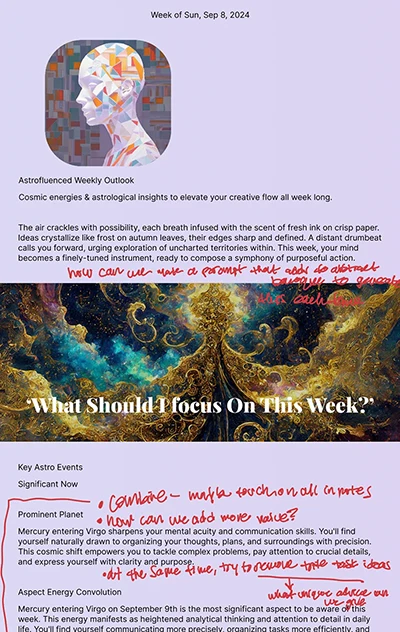 Week of Sun, Sep 8, 2024
Astrofluenced Weekly Outlook
Cosmic energies & astrological insights to elevate your creative flow all week long.
The air crackles with possibility, each breath infused with the scent of fresh ink on crisp paper.
Ideas crystallize like frost on autumn leaves, their edges sharp and defined. A distant drumbeat
calls you forward, urging exploration of uncharted territories within. This week, your mind
becomes a finely-tuned instrument, ready to compose a symphony of purposeful action.
how can we make a prompt that adds to abstract
baroque to generate
this each time
‘What Should I focus On This Week?’
Key Astro Events
Significant Now
• Combine – maybe touch on all in notes
Prominent Planet
• How can we add more value?
Mercury entering Virgo sharpens your mental acuity and communication skills. You'll find
yourself naturally drawn to organizing your thoughts, plans, and surroundings with precision.
This cosmic shift empowers you to tackle complex problems, pay attention to crucial details,
and express yourself with clarity and purpose.
• At the same time, try to remove trite task ideas
what unique advice can
we give
Aspect Energy Convolution
Mercury entering Virgo on September 9th is the most significant aspect to be aware of this
week. This energy manifests as heightened analytical thinking and attention to detail in daily
life. You'll find yourself communicating more precisely, organizing